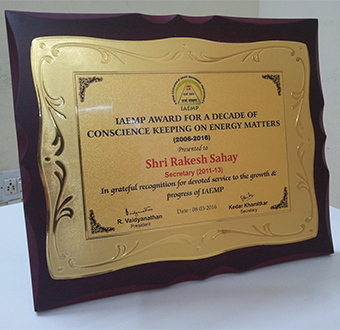 IAEMP
IAEMP AWARD FOR A DECADE OF
CONSCIENCE KEEPING ON ENERGY MATTERS
(2006-2016)
Presented to
Shri Rakesh Sahay
Secretary (2011-13)
In grateful recognition for devoted service to the growth &
progress of IAEMP
R. Vaidyanathan
President
Date : 08-03-2016
Kedar Khamitkar
Secretary